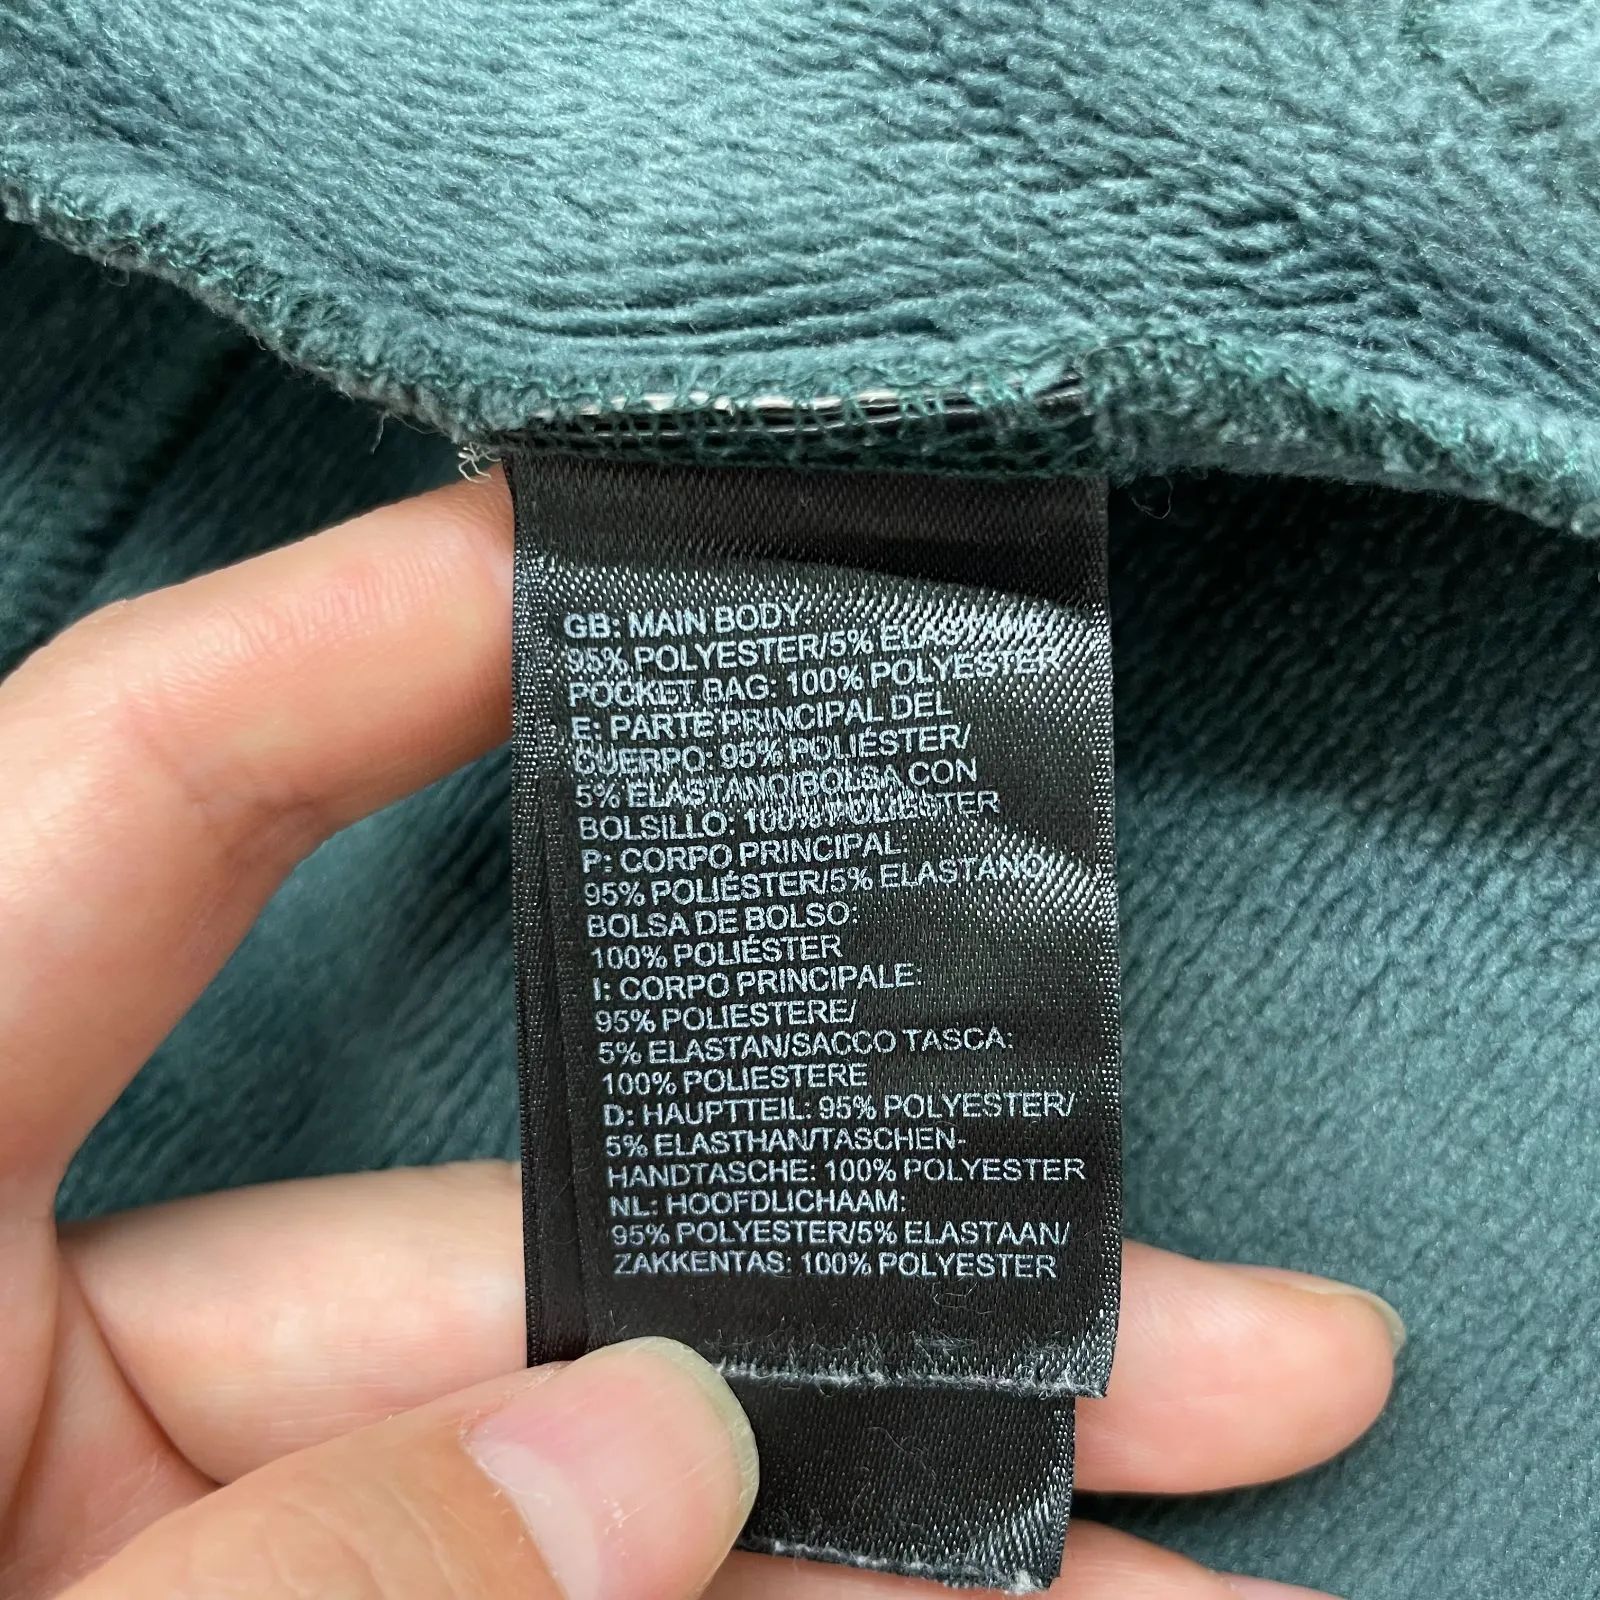 GB: MAIN BODY:
95% POLYESTER/5% ELASTANE/
POCKET BAG: 100% POLYESTER
E: PARTE PRINCIPAL DEL
CUERPO: 95% POLIÉSTER/
5% ELASTANO/BOLSA CON
BOLSILLO: 100% POLIÉSTER
P: CORPO PRINCIPAL:
95% POLIÉSTER/5% ELASTANO/
BOLSA DE BOLSO:
100% POLIÉSTER
I: CORPO PRINCIPALE:
95% POLIESTERE/
5% ELASTAN/SACCO TASCA:
100% POLIESTERE
D: HAUPTTEIL: 95% POLYESTER/
5% ELASTHAN/TASCHEN-
HANDTASCHE: 100% POLYESTER
NL: HOOFDLICHAAM:
95% POLYESTER/5% ELASTAAN/
ZAKKENTAS: 100% POLYESTER